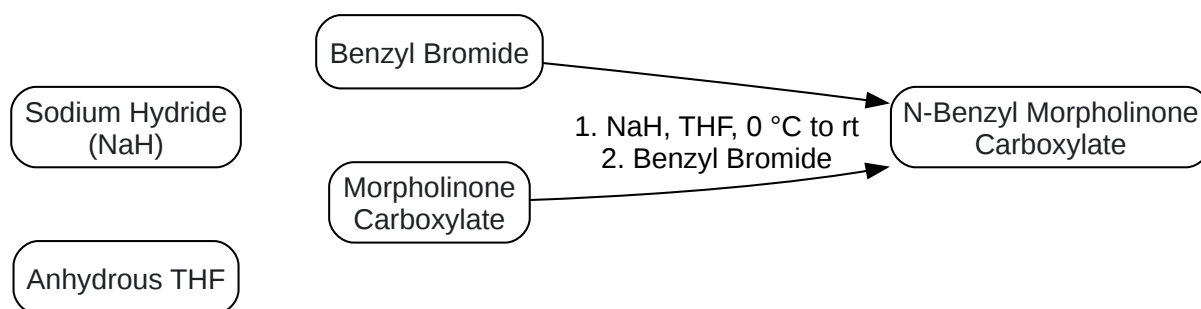 Benzyl Bromide
Sodium Hydride
(NaH)
1. NaH, THF, 0 °C to rt
2. Benzyl Bromide
N-Benzyl Morpholinone
Carboxylate
Morpholinone
Carboxylate
Anhydrous THF